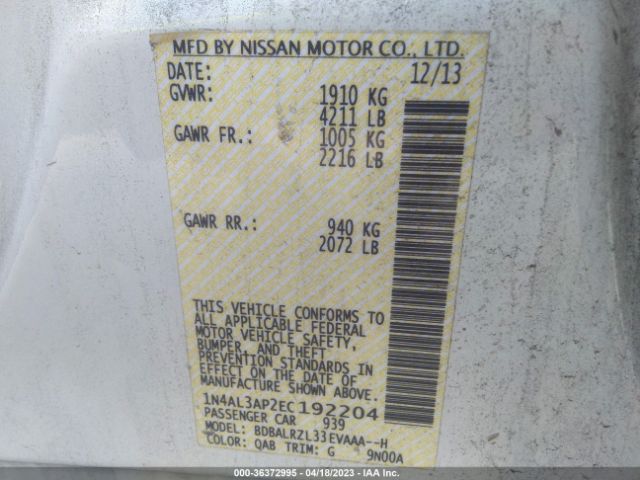 MFD BY NISSAN MOTOR CO., LTD.
DATE: 12/13
GVWR: 1910 KG
4211 LB
GAWR FR.: 1005 KG
2216 LB
GAWR RR.: 940 KG
2072 LB
THIS VEHICLE CONFORMS TO
ALL APPLICABLE FEDERAL
MOTOR VEHICLE SAFETY,
BUMPER, AND THEFT
PREVENTION STANDARDS IN
EFFECT ON THE DATE OF
MANUFACTURE SHOWN ABOVE.
1N4AL3AP2EC192204
PASSENGER CAR 939
MODEL: BDBALRZL33EVAAA--H
COLOR: QAB TRIM: G 9N00A
000-36372995 - 04/18/2023 - IAAI.COM